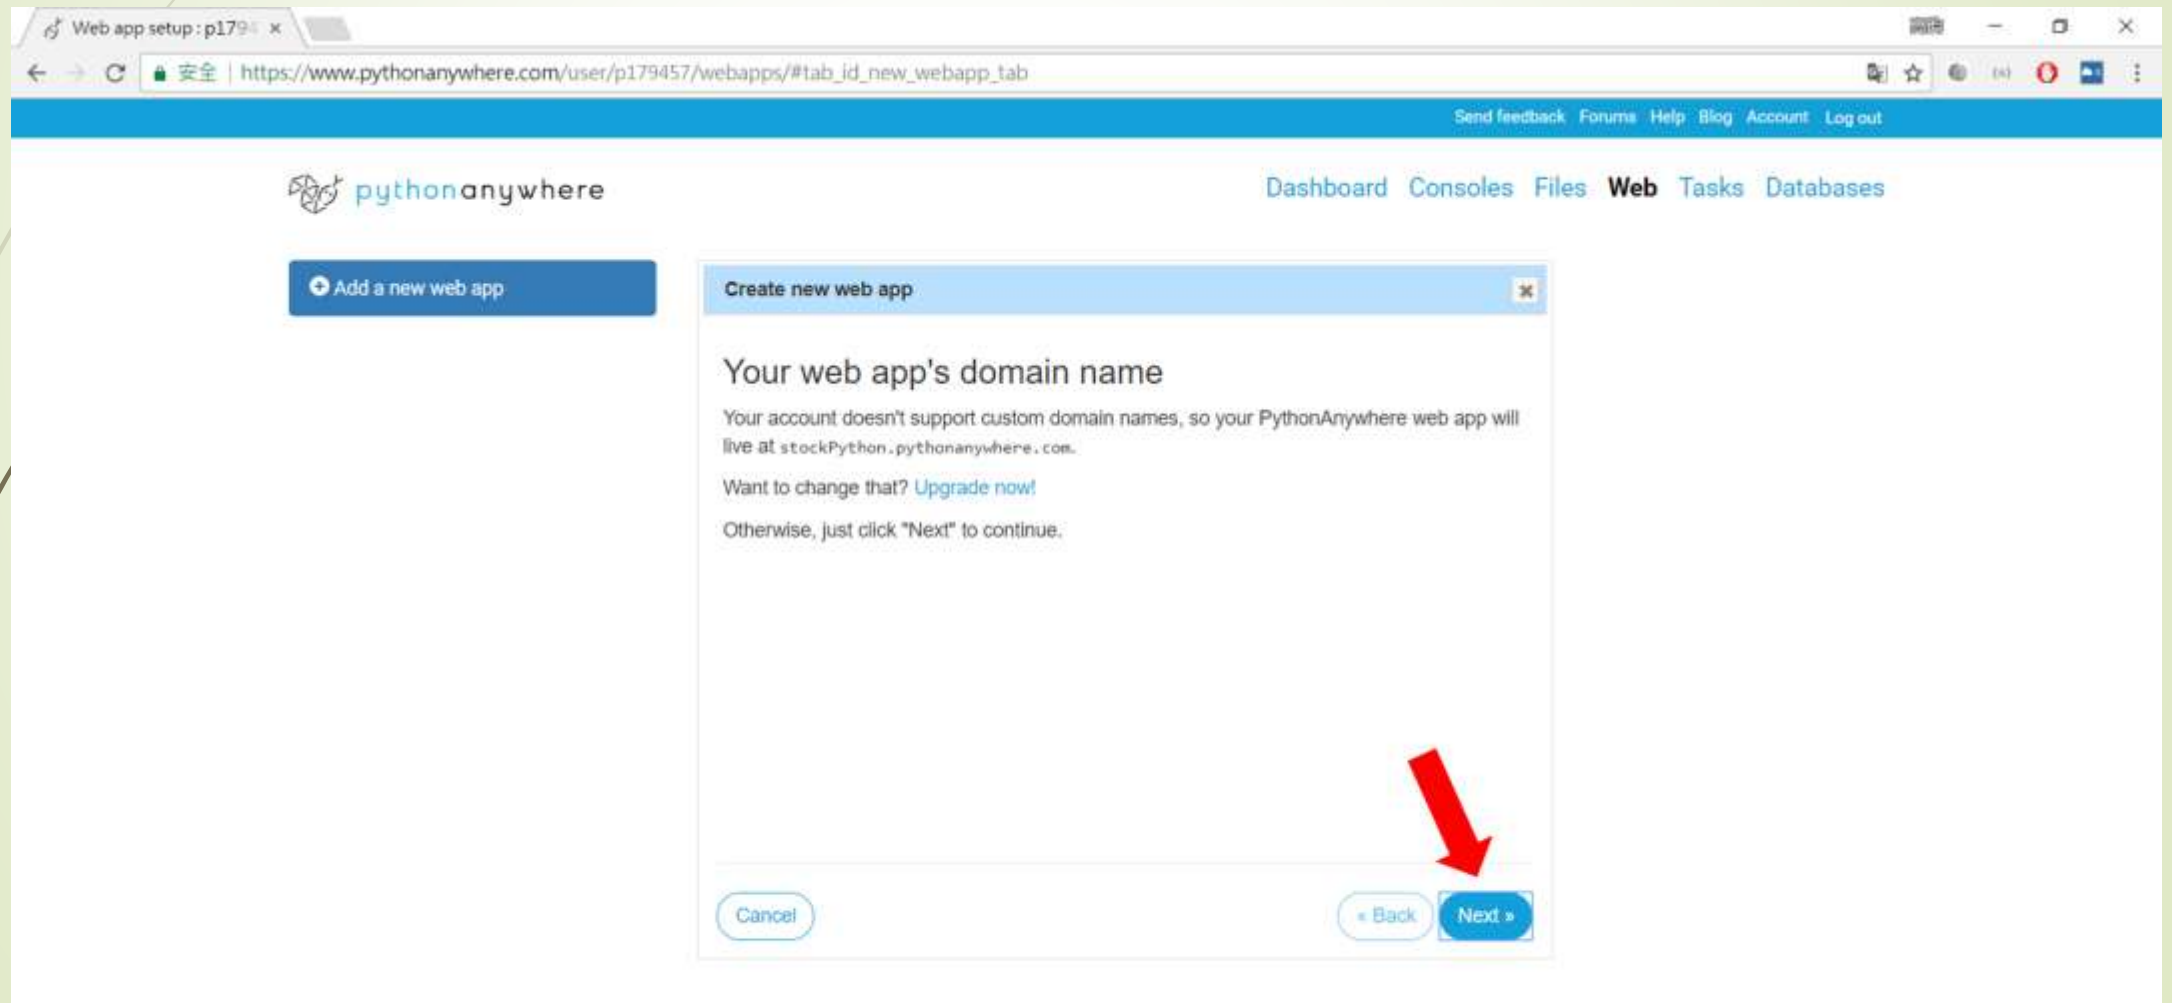 Web app setup : p179
安全 | https://www.pythonanywhere.com/user/p179457/webapps/#tab_id_new_webapp_tab
Send feedback Forums Help Blog Account Log out
pythonanywhere
Dashboard Consoles Files Web Tasks Databases
Add a new web app
Create new web app
Your web app's domain name
Your account doesn't support custom domain names, so your PythonAnywhere web app will
live at stockPython.pythonanywhere.com.
Want to change that? Upgrade now!
Otherwise, just click "Next" to continue.
Cancel
« Back
Next »